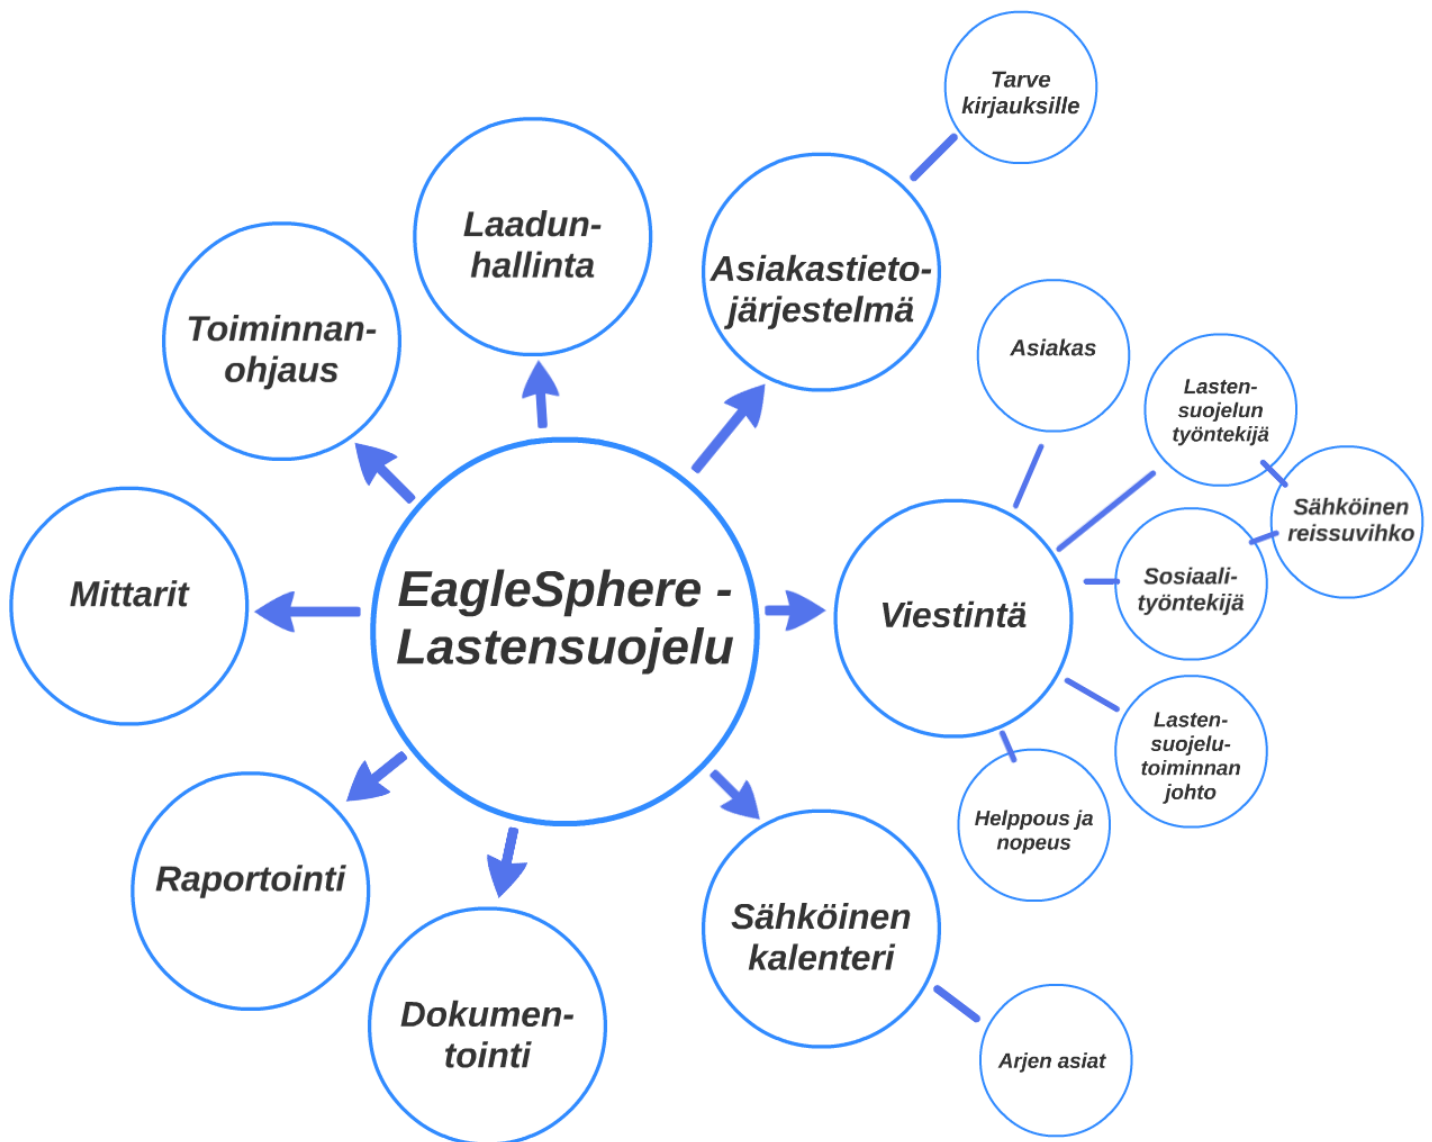 Tarve
kirjauksille
Laadun-
hallinta
Asiakastieto-
järjestelmä
Toiminnan-
ohjaus
Asiakas
Lasten-
suojelun
työntekijä
Sähköinen
reissuvihko
Mittarit
EagleSphere -
Lastensuojelu
Viestintä
Sosiaali-
työntekijä
Lasten-
suojelu-
toiminnan
johto
Helppous ja
nopeus
Raportointi
Sähköinen
kalenteri
Dokumen-
tointi
Arjen asiat